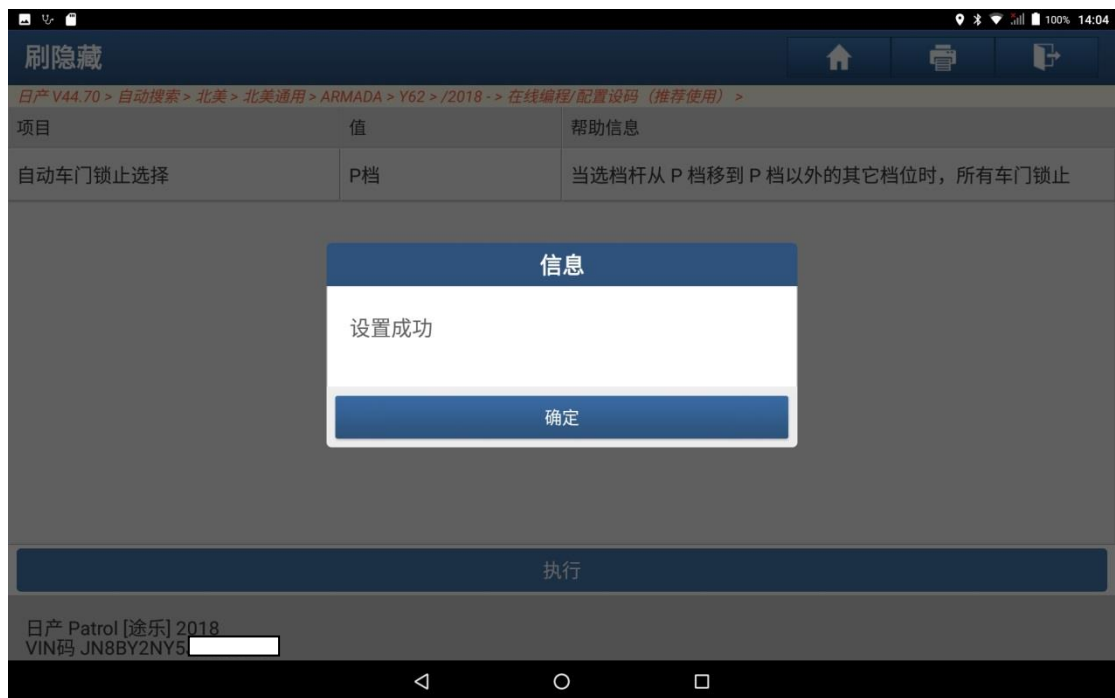 100% 14:04
刷隐藏
日产 V44.70 > 自动搜索 > 北美 > 北美通用 > ARMADA > Y62 > /2018 - > 在线编程/配置设码（推荐使用） >
项目 值 帮助信息
自动车门锁止选择 P档 当选档杆从 P 档移到 P 档以外的其它档位时，所有车门锁止
信息
设置成功
确定
执行
日产 Patrol [途乐] 2018
VIN码 JN8BY2NY5